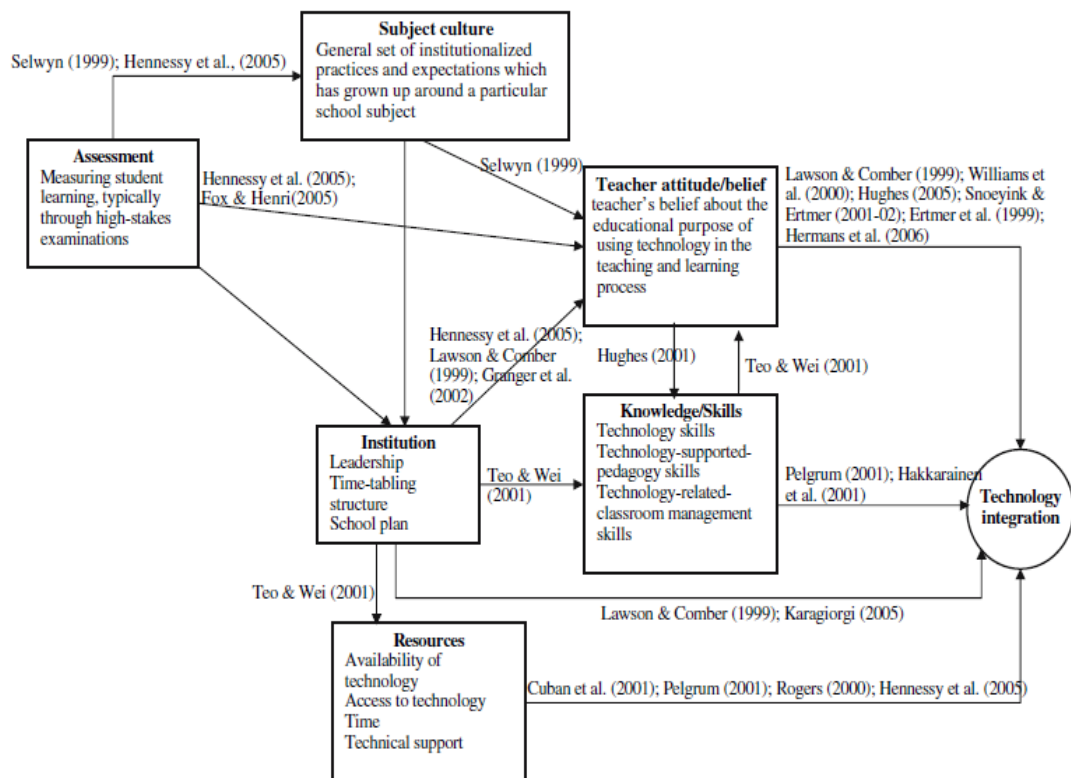 Subject culture
General set of institutionalized
practices and expectations which
has grown up around a particular
school subject
Selwyn (1999); Hennessy et al., (2005)
Assessment
Measuring student
learning, typically
through high-stakes
examinations
Hennessy et al. (2005);
Fox & Henri(2005)
Selwyn (1999)
Teacher attitude/belief
teacher's belief about the
educational purpose of
using technology in the
teaching and learning
process
Lawson & Comber (1999); Williams
et al. (2000); Hughes (2005); Snoeyink &
Ertmer (2001-02); Ertmer et al. (1999);
Hermans et al. (2006)
Hennessy et al. (2005);
Lawson & Comber
(1999); Granger et al.
(2002)
Hughes (2001)
Teo & Wei (2001)
Institution
Leadership
Time-tabling
structure
School plan
Teo & Wei
(2001)
Knowledge/Skills
Technology skills
Technology-supported-
pedagogy skills
Technology-related-
classroom management
skills
Pelgrum (2001); Hakkarainen
et al. (2001)
Technology
integration
Teo & Wei (2001)
Lawson & Comber (1999); Karagiorgi (2005)
Resources
Availability of
technology
Access to technology
Time
Technical support
Cuban et al. (2001); Pelgrum (2001); Rogers (2000); Hennessy et al. (2005)